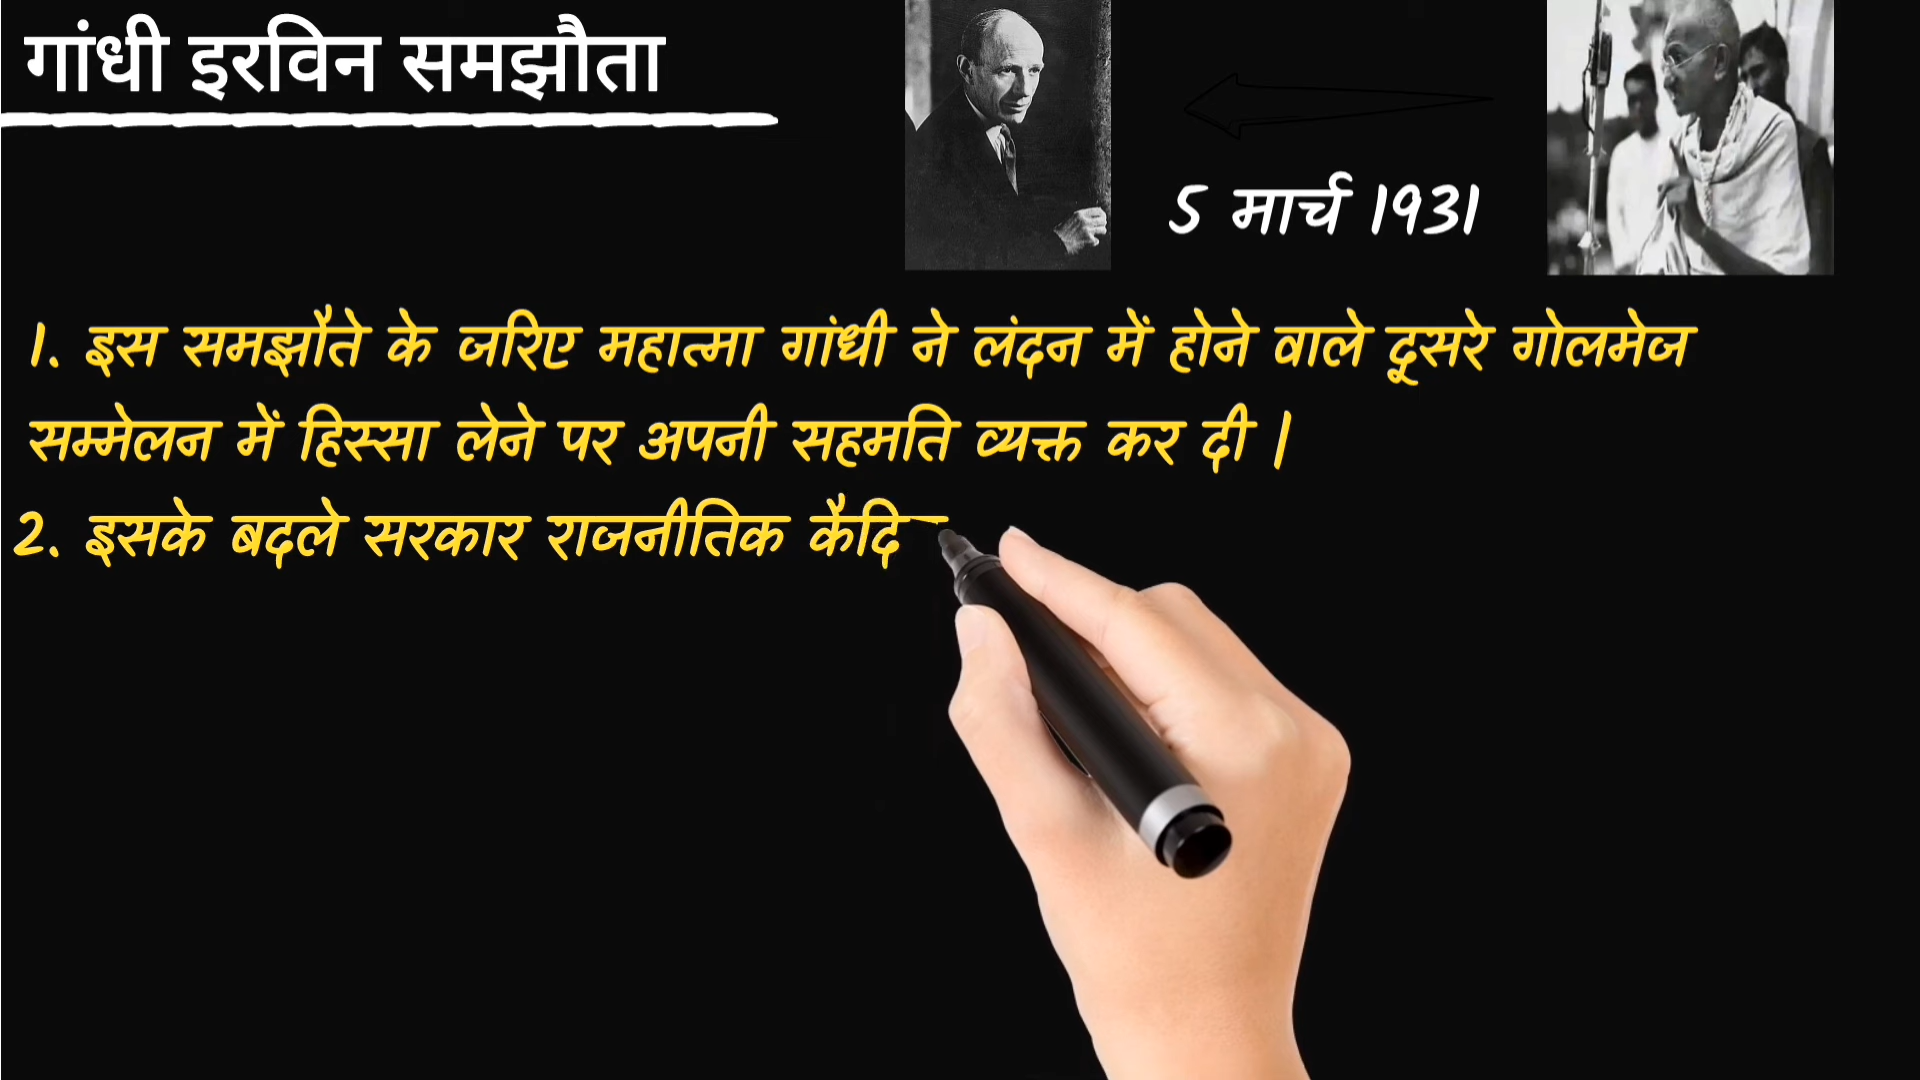 गांधी इरविन समझौता
5 मार्च 1931
1. इस समझौते के जरिए महात्मा गांधी ने लंदन में होने वाले दूसरे गोलमेज
सम्मेलन में हिस्सा लेने पर अपनी सहमति व्यक्त कर दी |
2. इसके बदले सरकार राजनीतिक कैदि